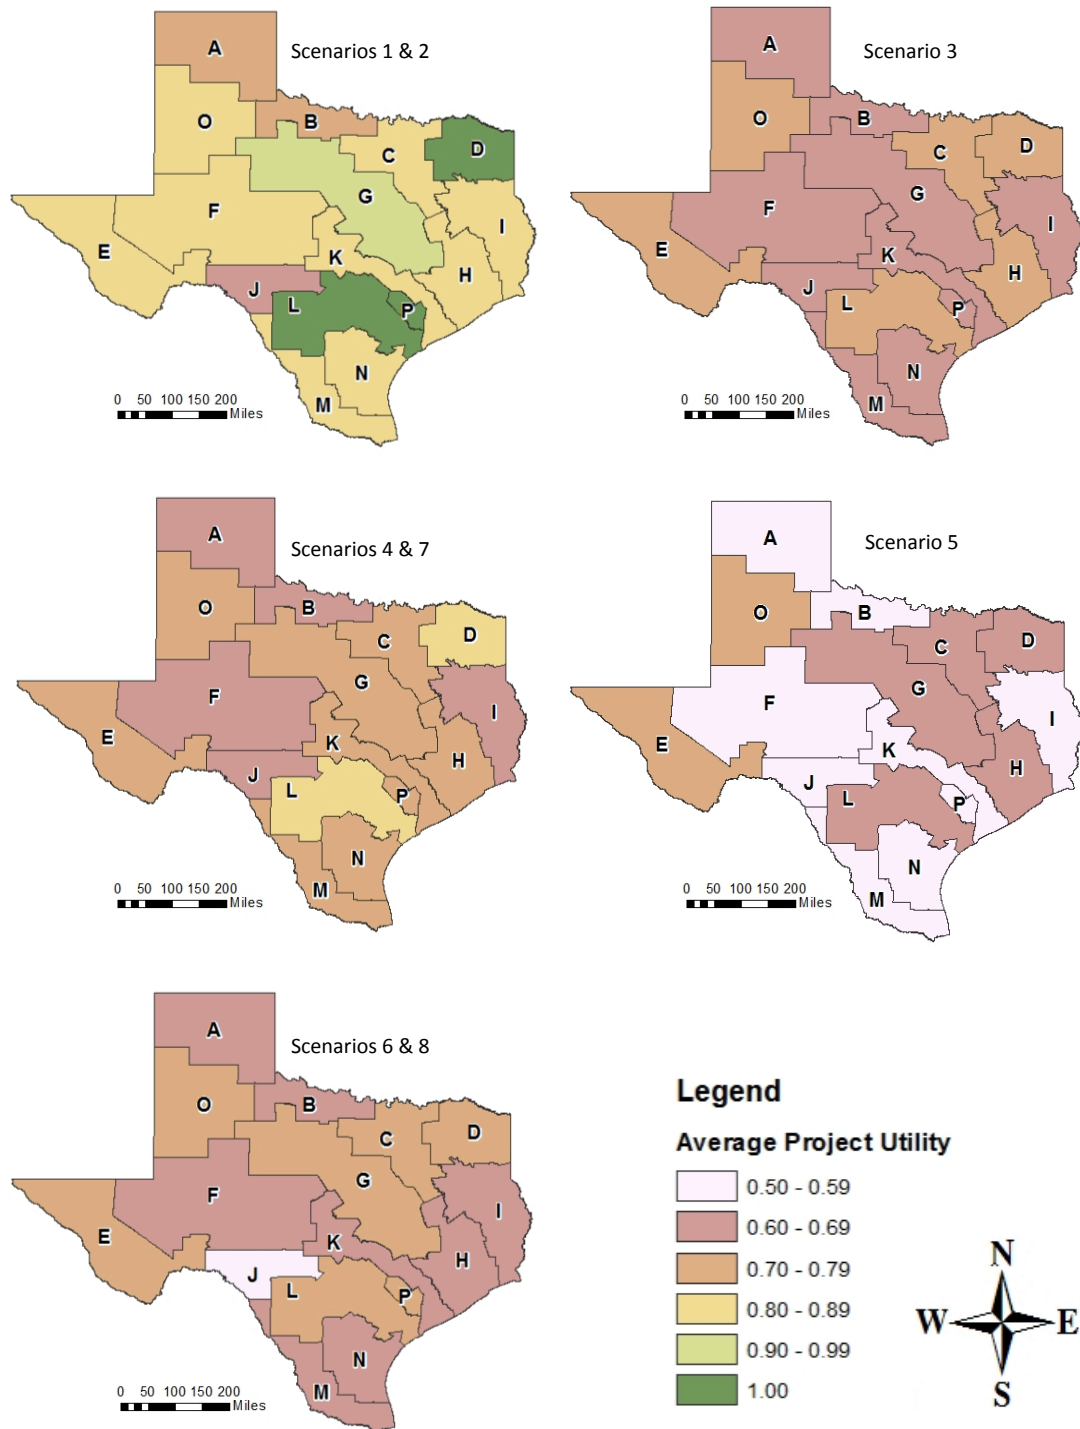 Scenarios 1 & 2
A
O
B
C
D
G
F
I
E
K
H
J
L
P
N
M
0 50 100 150 200
Miles
Scenario 3
A
O
B
C
D
G
F
I
E
K
H
J
L
P
N
M
0 50 100 150 200
Miles
Scenarios 4 & 7
A
O
B
C
D
G
F
I
E
K
H
J
L
P
N
M
0 50 100 150 200
Miles
Scenario 5
A
O
B
C
D
G
F
I
E
K
H
J
L
P
N
M
0 50 100 150 200
Miles
Scenarios 6 & 8
A
O
B
C
D
G
F
I
E
K
H
J
L
P
N
M
0 50 100 150 200
Miles
Legend
Average Project Utility
0.50 - 0.59
0.60 - 0.69
0.70 - 0.79
0.80 - 0.89
0.90 - 0.99
1.00
N
W E
S